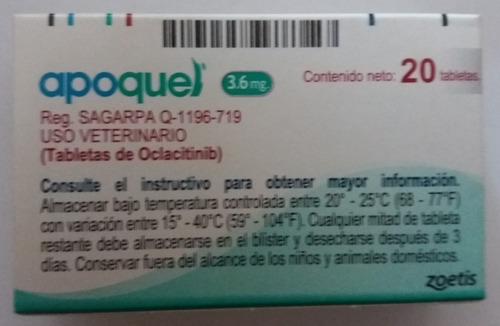 apoquel 3.6 mg. Contenido neto: 20 tabletas.
Reg. SAGARPA Q-1196-719
USO VETERINARIO
(Tabletas de Oclacitinib)
Consulte el instructivo para obtener mayor información.
Almacenar bajo temperatura controlada entre 20° - 25°C (68 - 77°F)
con variación entre 15° - 40°C (59° - 104°F). Cualquier mitad de tableta
restante debe almacenarse en el blíster y desecharse después de 3
días. Conservar fuera del alcance de los niños y animales domésticos.
zoetis